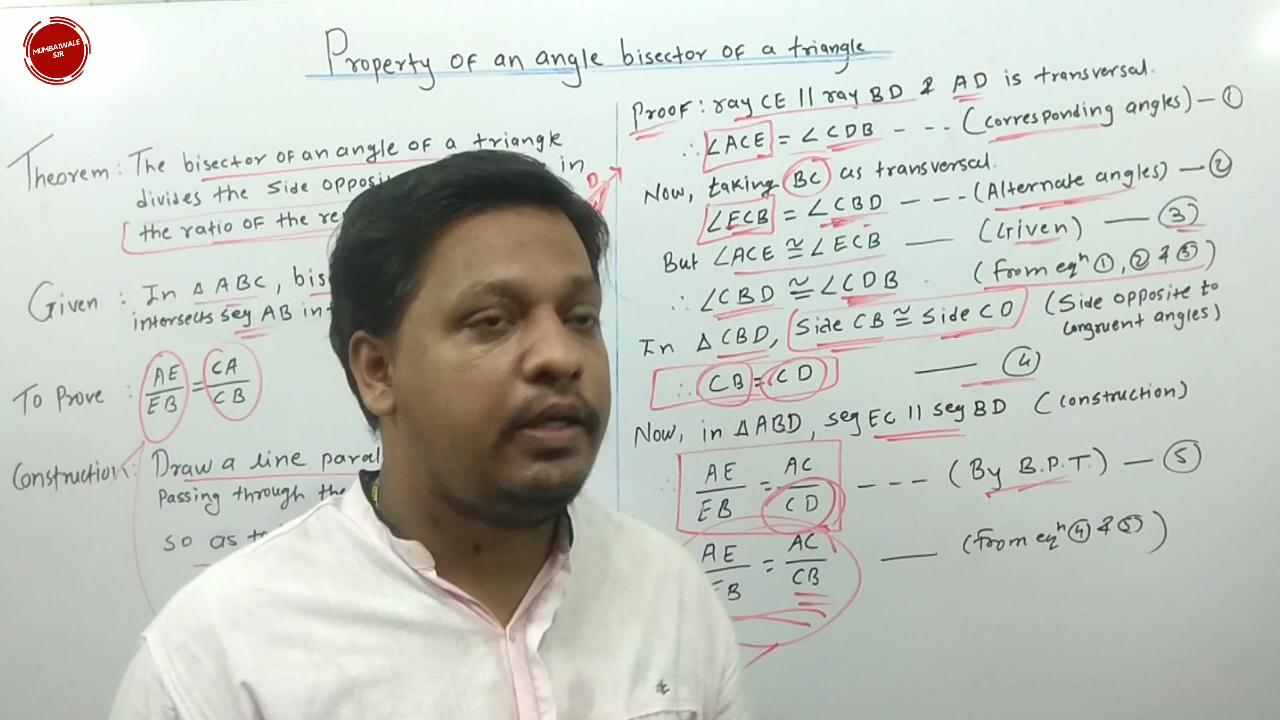 MUMBAIWALE
SIR
Property of an angle bisector of a triangle
Theorem: The bisector of an angle of a triangle
divides the side opposi in
the ratio of the re
Given : In △ABC, bis
intersects seg AB in
To Prove : AE/EB = CA/CB
Construction: Draw a line paral
passing through the
so as to
D
Proof: ray CE || ray BD & AD is transversal.
∴ ∠ACE = ∠CDB --- (corresponding angles) — ①
Now, taking BC as transversal.
∠ECB = ∠CBD --- (Alternate angles) — ②
But ∠ACE ≅ ∠ECB — (Given) — ③
∴ ∠CBD ≅ ∠CDB . (from eqn ①, ② & ③)
In △CBD, Side CB ≅ Side CD (Side opposite to
congruent angles)
∴ CB = CD — ④
Now, in △ABD, seg EC || seg BD (construction)
∴ AE/EB = AC/CD --- (By B.P.T.) — ⑤
AE/EB = AC/CB — (from eqn ④ & ⑤)